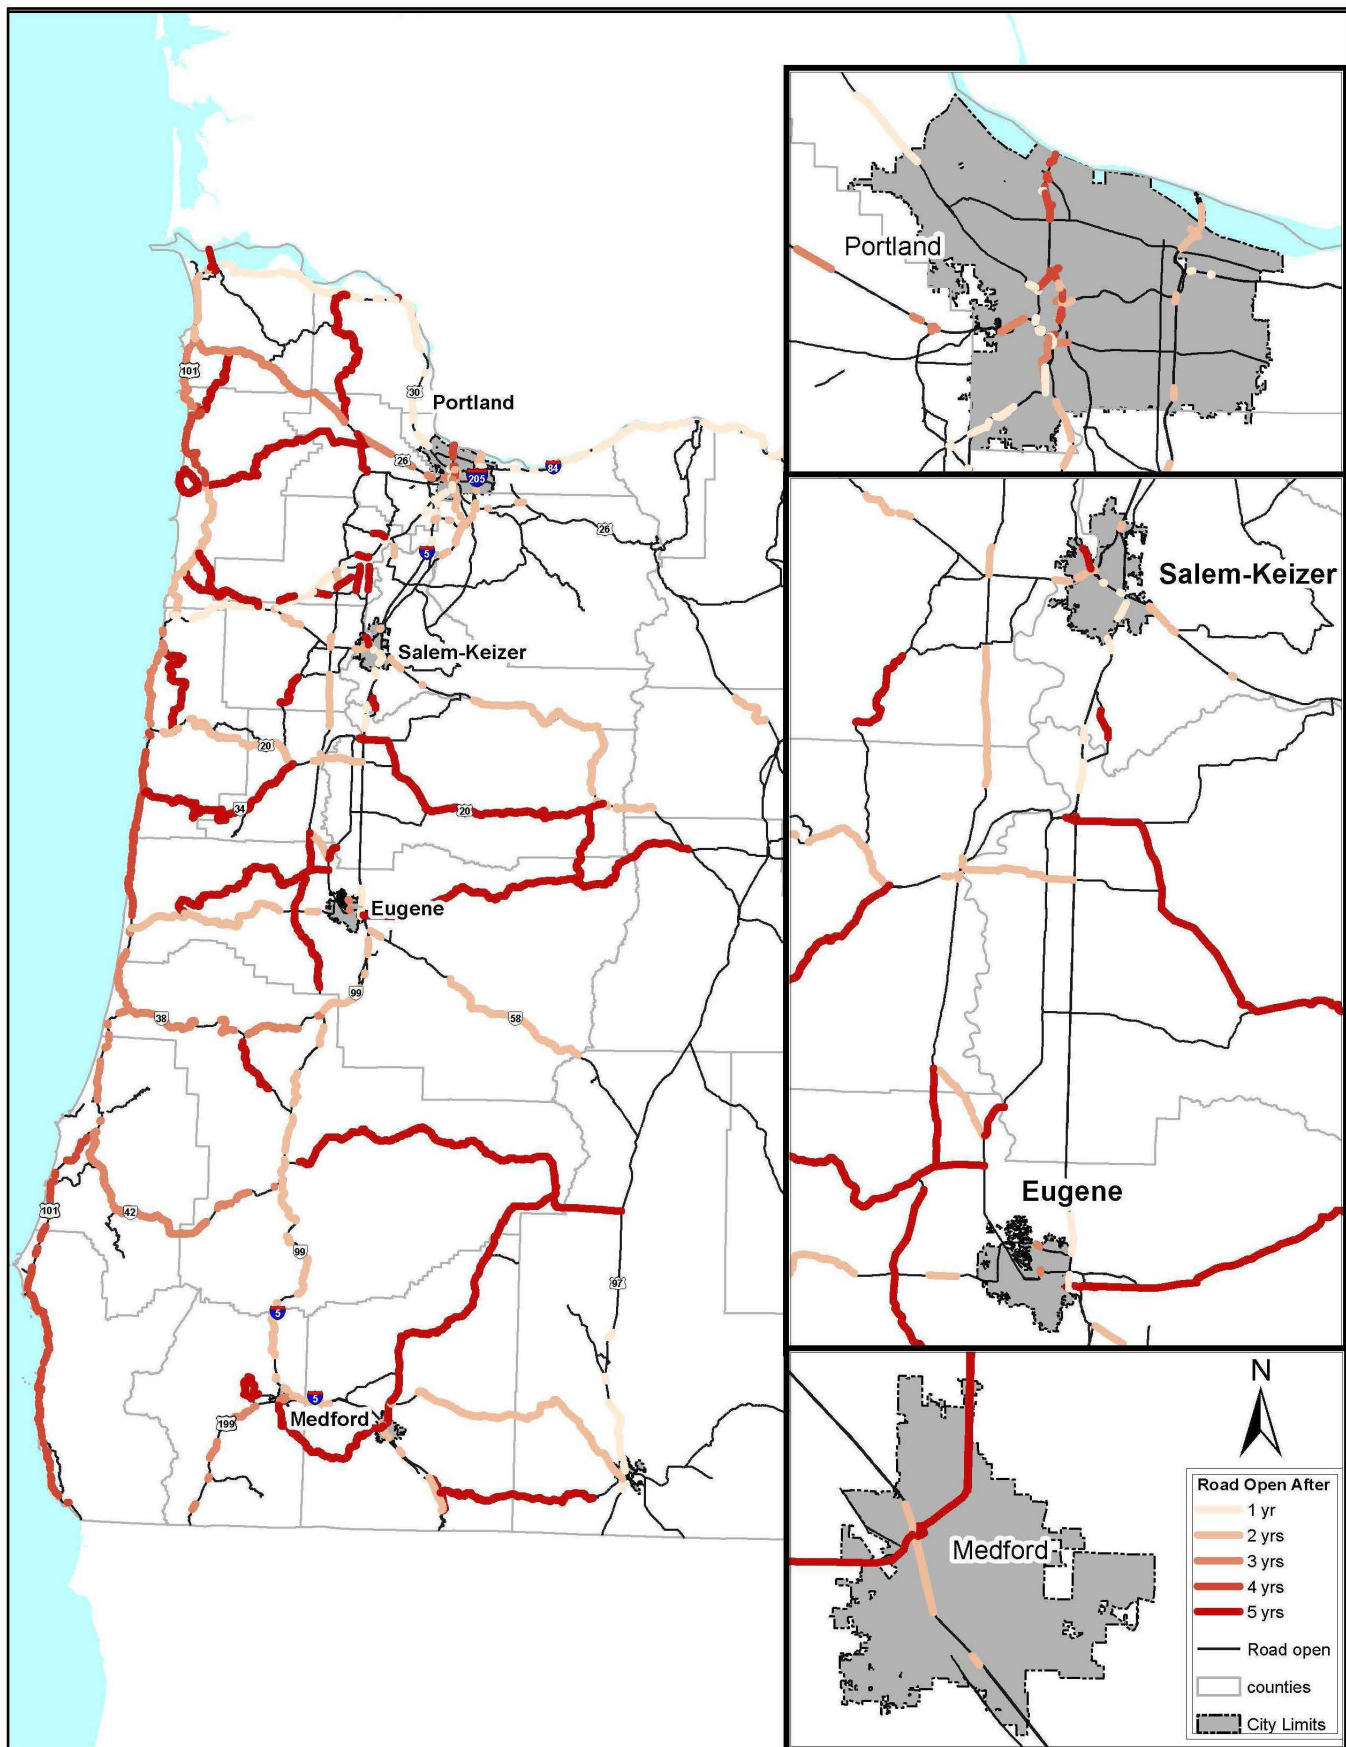 Portland
101
30
Portland
26
205
84
26
5
Salem-Keizer
20
34
20
Eugene
99
58
38
101
42
99
97
5
5
199
Medford
Portland
Salem-Keizer
Eugene
Medford
N
Road Open After
1 yr
2 yrs
3 yrs
4 yrs
5 yrs
Road open
counties
City Limits